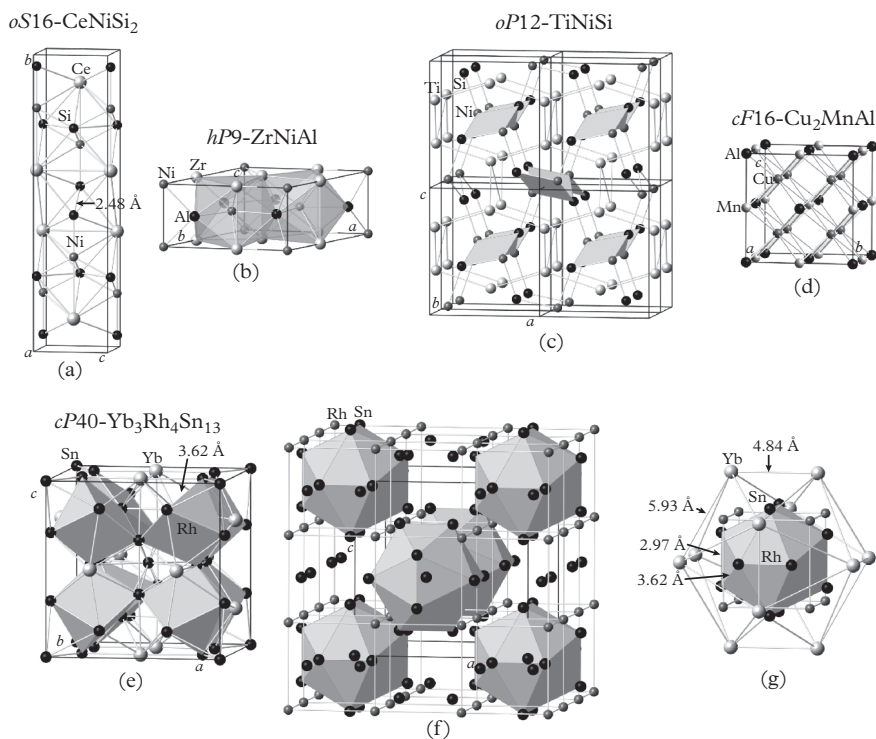 oS16-CeNiSi₂
b
Ce
Si
2.48 Å
Ni
a
c
(a)
hP9-ZrNiAl
Ni
Zr
c
Al
b
a
(b)
oP12-TiNiSi
Ti
Si
Ni
c
b
a
(c)
cF16-Cu₂MnAl
Al
c
Cu
Mn
a
b
(d)
cP40-Yb₃Rh₄Sn₁₃
Sn
Yb
3.62 Å
c
Rh
b
a
(e)
Rh Sn
c
a
(f)
4.84 Å
Yb
Sn
5.93 Å
2.97 Å
Rh
3.62 Å
(g)